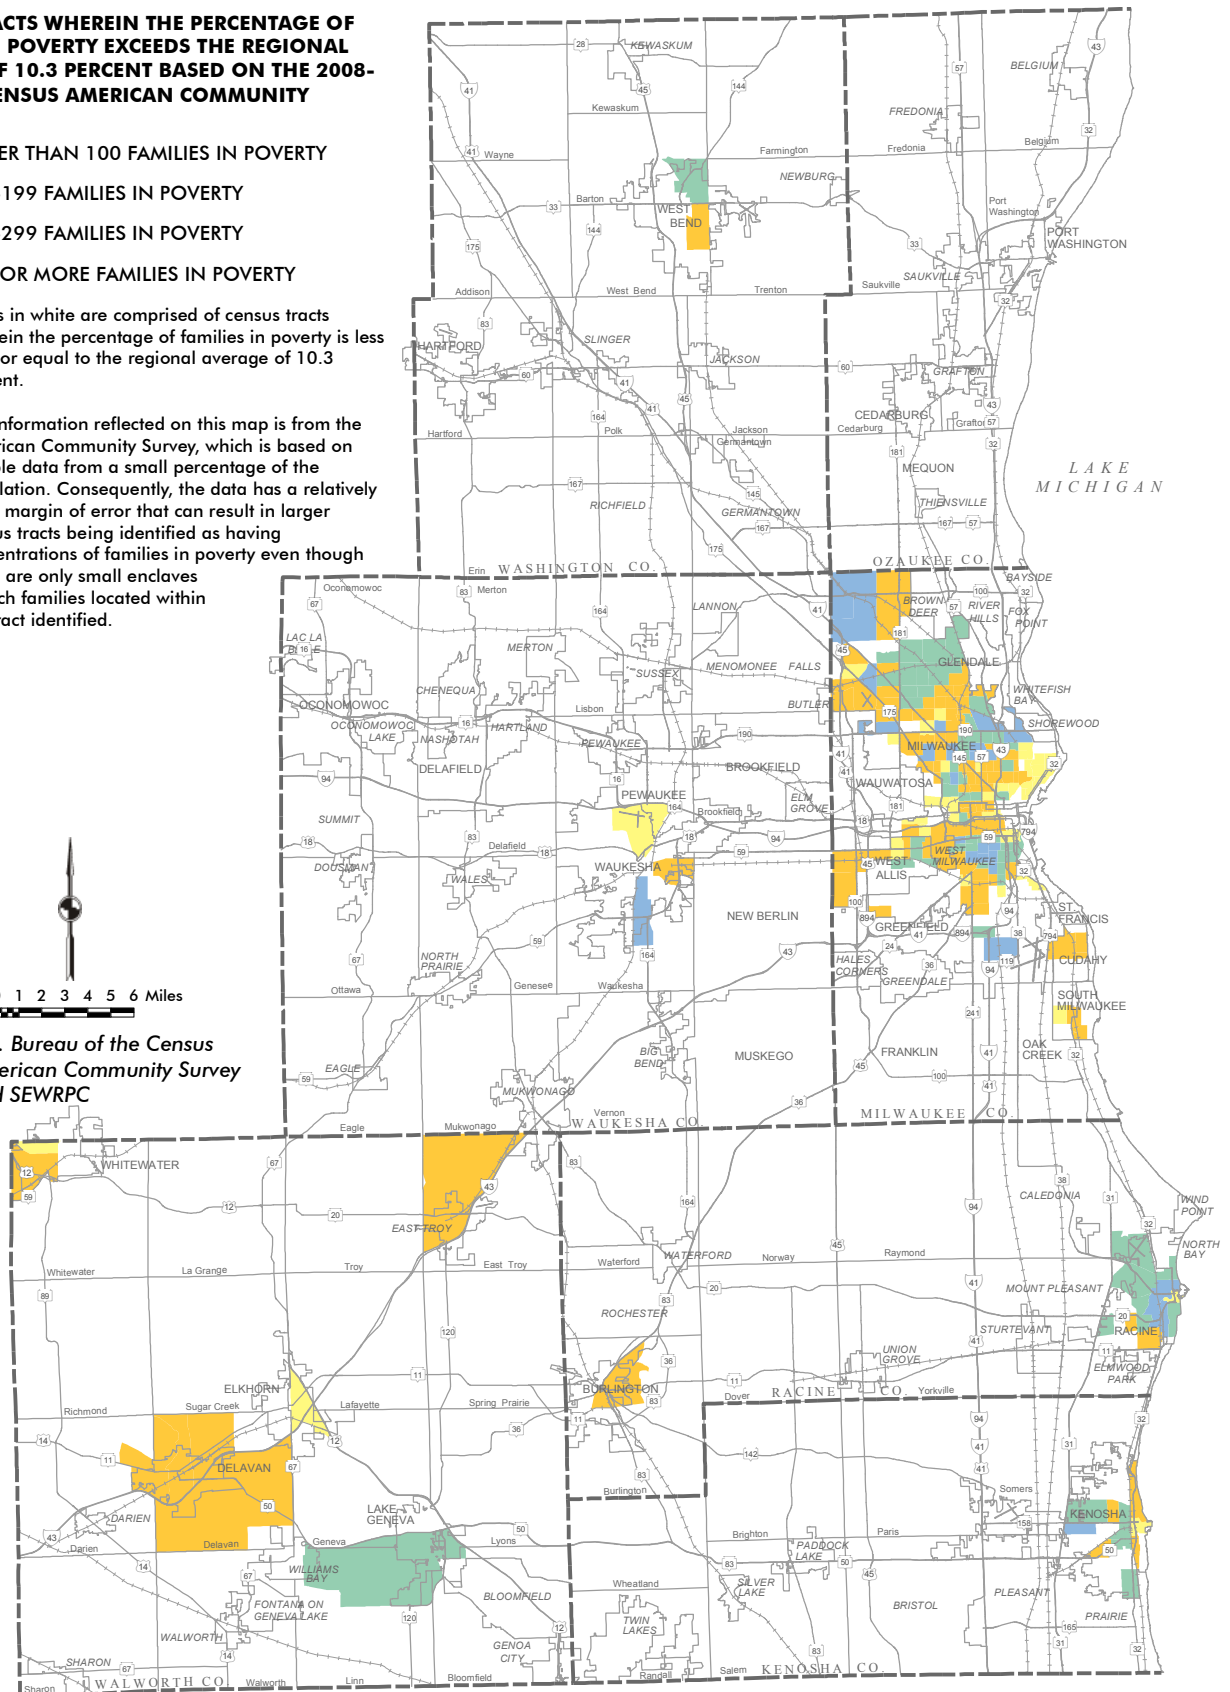 ACTS WHEREIN THE PERCENTAGE OF
POVERTY EXCEEDS THE REGIONAL
F 10.3 PERCENT BASED ON THE 2008-
ENSUS AMERICAN COMMUNITY
ER THAN 100 FAMILIES IN POVERTY
199 FAMILIES IN POVERTY
299 FAMILIES IN POVERTY
OR MORE FAMILIES IN POVERTY
s in white are comprised of census tracts
ein the percentage of families in poverty is less
or equal to the regional average of 10.3
ent.
nformation reflected on this map is from the
rican Community Survey, which is based on
le data from a small percentage of the
lation. Consequently, the data has a relatively
margin of error that can result in larger
us tracts being identified as having
entrations of families in poverty even though
are only small enclaves
ch families located within
ract identified.
0 1 2 3 4 5 6 Miles
. Bureau of the Census
erican Community Survey
d SEWRPC
LAKE
MICHIGAN
KEWASKUM
Kewaskum
Wayne
Farmington
NEWBURG
Barton
WEST
BEND
Addison
West Bend
Trenton
HARTFORD
SLINGER
JACKSON
Hartford
Polk
Jackson
Germantown
RICHFIELD
GERMANTOWN
Erin
WASHINGTON CO.
BELGIUM
FREDONIA
Fredonia
Belgium
Port
Washington
PORT
WASHINGTON
SAUKVILLE
Saukville
GRAFTON
CEDARBURG
Cedarburg
Grafton
MEQUON
THIENSVILLE
OZAUKEE CO.
Oconomowoc
Merton
LANNON
LAC LA
MERTON
SUSSEX
MENOMONEE FALLS
CHENEQUA
OCONOMOWOC
OCONOMOWOC
LAKE
NASHOTAH
HARTLAND
Lisbon
BUTLER
PEWAUKEE
DELAFIELD
BROOKFIELD
PEWAUKEE
ELM
GROVE
Brookfield
SUMMIT
Delafield
DOUSMAN
WALES
WAUKESHA
NEW BERLIN
NORTH
PRAIRIE
Ottawa
Genesee
Waukesha
BIG
BEND
MUSKEGO
EAGLE
MUKWONAGO
Eagle
Mukwonago
Vernon
WAUKESHA CO.
BAYSIDE
BROWN
DEER
RIVER
HILLS
FOX
POINT
GLENDALE
WHITEFISH
BAY
SHOREWOOD
MILWAUKEE
WAUWATOSA
WEST
MILWAUKEE
WEST
ALLIS
ST.
FRANCIS
GREENFIELD
HALES
CORNERS
GREENDALE
CUDAHY
SOUTH
MILWAUKEE
FRANKLIN
OAK
CREEK
MILWAUKEE CO.
WHITEWATER
EAST TROY
Whitewater
La Grange
Troy
East Troy
ELKHORN
Richmond
Sugar Creek
Lafayette
Spring Prairie
DELAVAN
DARIEN
Darien
Delavan
LAKE
GENEVA
Geneva
Lyons
WILLIAMS
BAY
FONTANA ON
GENEVA LAKE
BLOOMFIELD
WALWORTH
GENOA
CITY
SHARON
Sharon
WALWORTH CO.
Walworth
Linn
Bloomfield
CALEDONIA
WIND
POINT
NORTH
BAY
WATERFORD
Waterford
Norway
Raymond
MOUNT PLEASANT
ROCHESTER
STURTEVANT
RACINE
UNION
GROVE
ELMWOOD
PARK
BURLINGTON
Dover
RACINE CO.
Yorkville
Burlington
Somers
KENOSHA
Brighton
Paris
PADDOCK
LAKE
Wheatland
SILVER
LAKE
TWIN
LAKES
BRISTOL
PLEASANT
PRAIRIE
Randall
Salem
KENOSHA CO.